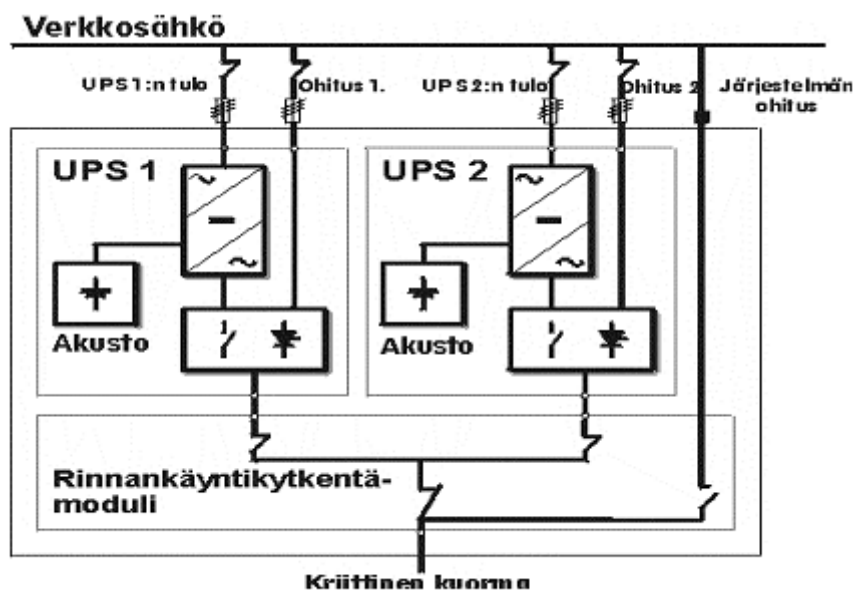 Verkkosähkö
UPS1:n tulo
Ohitus 1.
UPS2:n tulo
Ohitus 2
Järjestelmän
ohitus
UPS 1
UPS 2
Akusto
Akusto
Rinnankäyntikytkentä-
moduli
Kriittinen kuorma